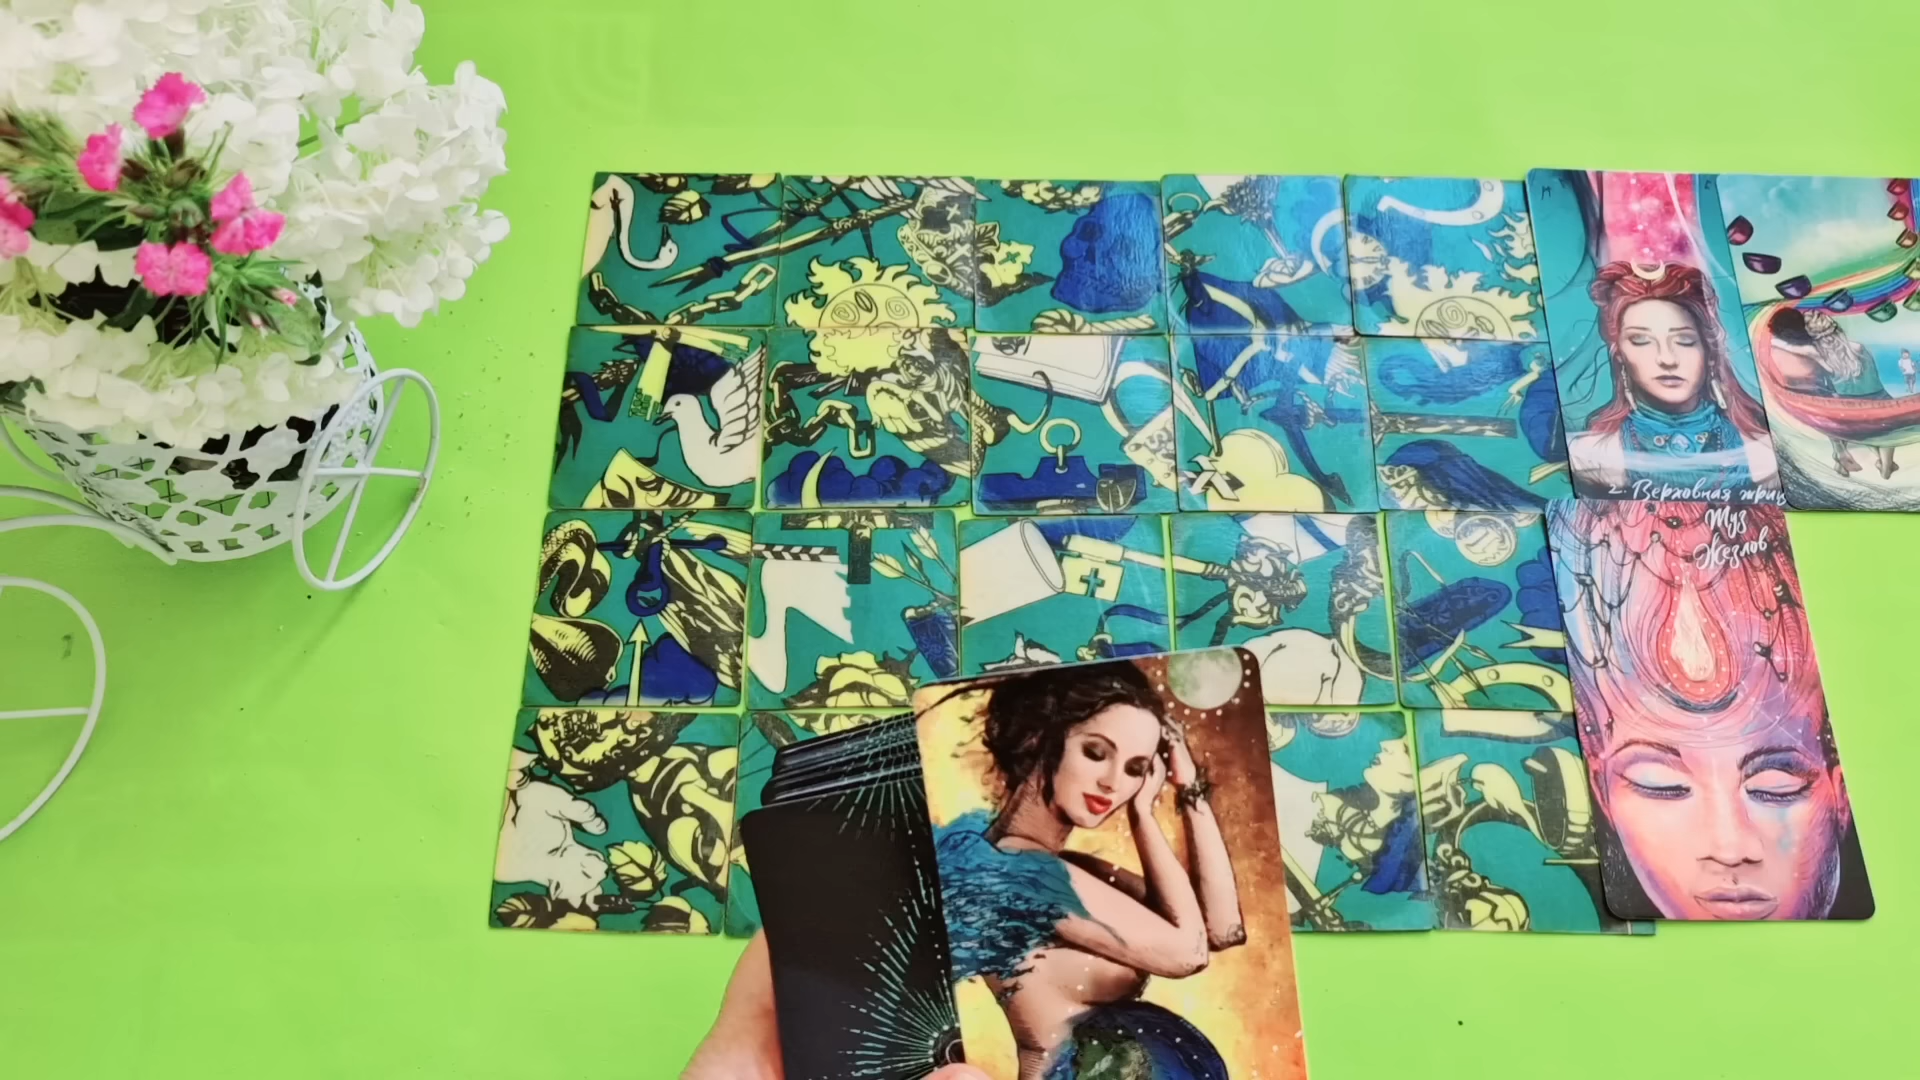 2. Верховная жриц
Туз
Жезлов